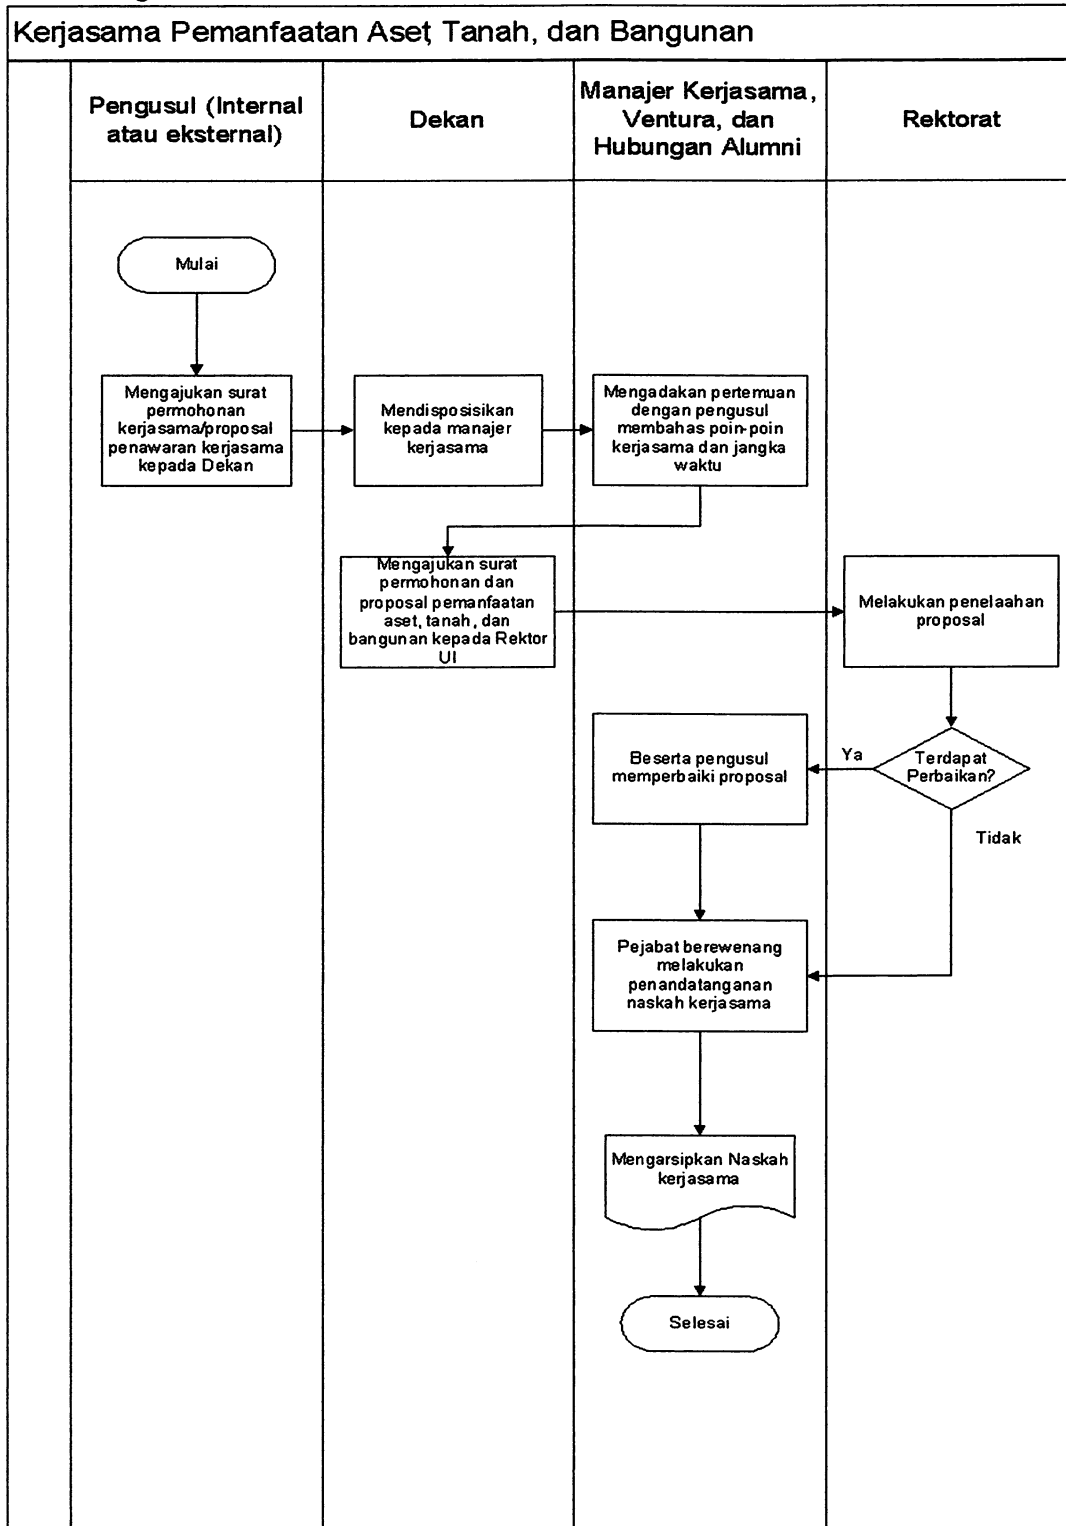 Kerjasama Pemanfaatan Aset, Tanah, dan Bangunan
Pengusul (Internal
atau eksternal)
Dekan
Manajer Kerjasama,
Ventura, dan
Hubungan Alumni
Rektorat
Mulai
Mengajukan surat
permohonan
kerjasama/proposal
penawaran kerjasama
kepada Dekan
Mendisposisikan
kepada manajer
kerjasama
Mengadakan pertemuan
dengan pengusul
membahas poin-poin
kerjasama dan jangka
waktu
Mengajukan surat
permohonan dan
proposal pemanfaatan
aset, tanah, dan
bangunan kepada Rektor
UI
Melakukan penelaahan
proposal
Beserta pengusul
memperbaiki proposal
Ya
Terdapat
Perbaikan?
Tidak
Pejabat berewenang
melakukan
penandatanganan
naskah kerjasama
Mengarsipkan Naskah
kerjasama
Selesai